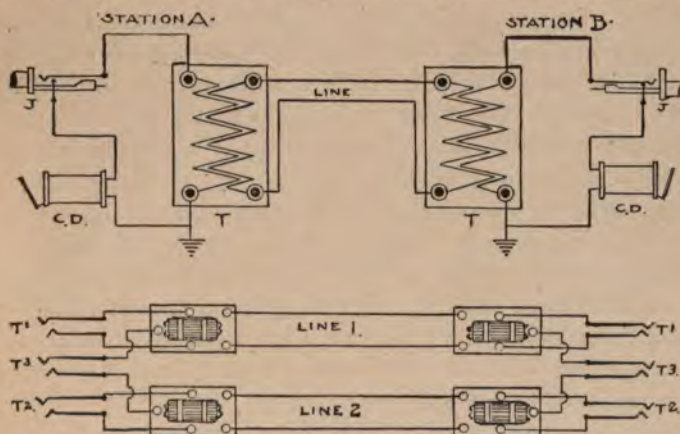 STATION A.
STATION B.
J
LINE
J
C.D.
T
T
C.D.
T1
LINE 1.
T1
T3
T3.
T2.
LINE 2
T2